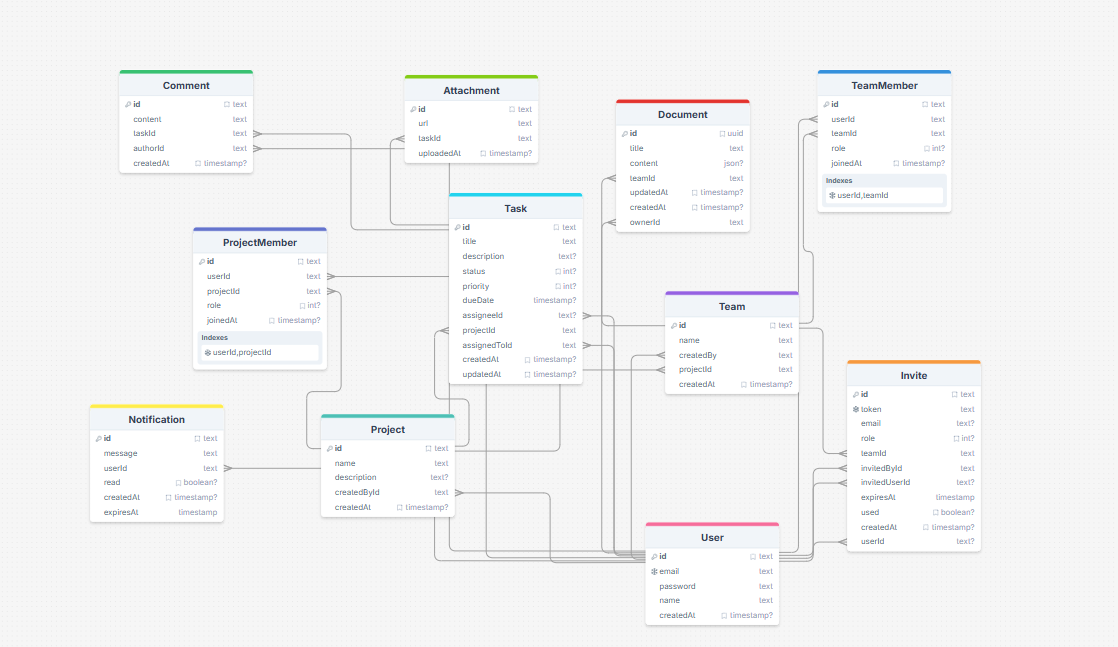 Comment
id text
content text
taskId text
authorId text
createdAt timestamp?
Attachment
id text
url text
taskId text
uploadedAt timestamp?
Document
id uuid
title text
content json?
teamId text
updatedAt timestamp?
createdAt timestamp?
ownerId text
TeamMember
id text
userId text
teamId text
role int?
joinedAt timestamp?
Indexes
userId,teamId
Task
id text
title text
description text?
status int?
priority int?
dueDate timestamp?
assigneeId text?
projectId text
assignedToId text
createdAt timestamp?
updatedAt timestamp?
ProjectMember
id text
userId text
projectId text
role int?
joinedAt timestamp?
Indexes
userId,projectId
Team
id text
name text
createdBy text
projectId text
createdAt timestamp?
Invite
id text
token text
email text?
role int?
teamId text
invitedById text
invitedUserId text?
expiresAt timestamp
used boolean?
createdAt timestamp?
userId text?
Notification
id text
message text
userId text
read boolean?
createdAt timestamp?
expiresAt timestamp
Project
id text
name text
description text?
createdById text
createdAt timestamp?
User
id text
email text
password text
name text
createdAt timestamp?